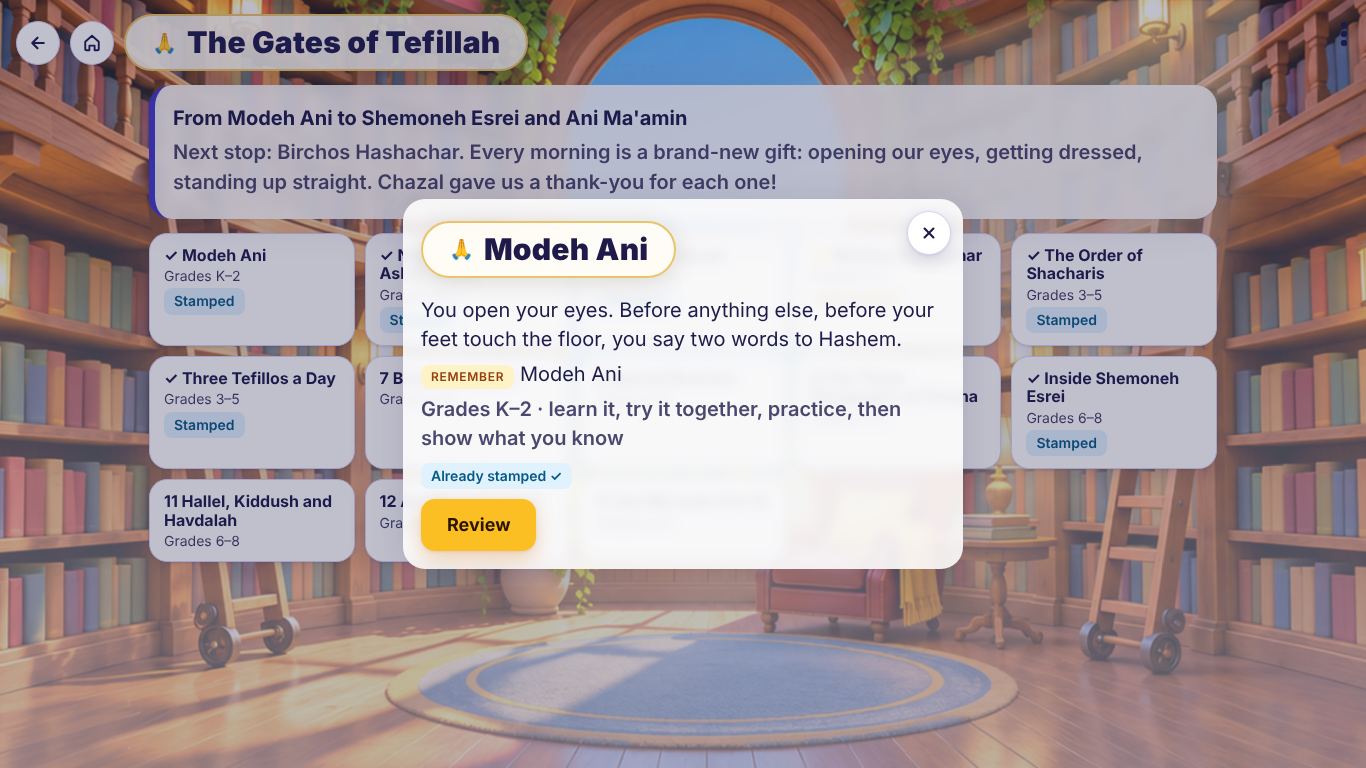 The Gates of Tefillah
From Modeh Ani to Shemoneh Esrei and Ani Ma'amin
Next stop: Birchos Hashachar. Every morning is a brand-new gift: opening our eyes, getting dressed,
standing up straight. Chazal gave us a thank-you for each one!
Modeh Ani
You open your eyes. Before anything else, before your
feet touch the floor, you say two words to Hashem.
REMEMBER Modeh Ani
Grades K–2 · learn it, try it together, practice, then
show what you know
Already stamped ✓
Review
✓ Modeh Ani
Grades K–2
Stamped
✓ The Order of
Shacharis
Grades 3–5
Stamped
✓ Three Tefillos a Day
Grades 3–5
Stamped
7
✓ Inside Shemoneh
Esrei
Grades 6–8
Stamped
11 Hallel, Kiddush and
Havdalah
Grades 6–8
12